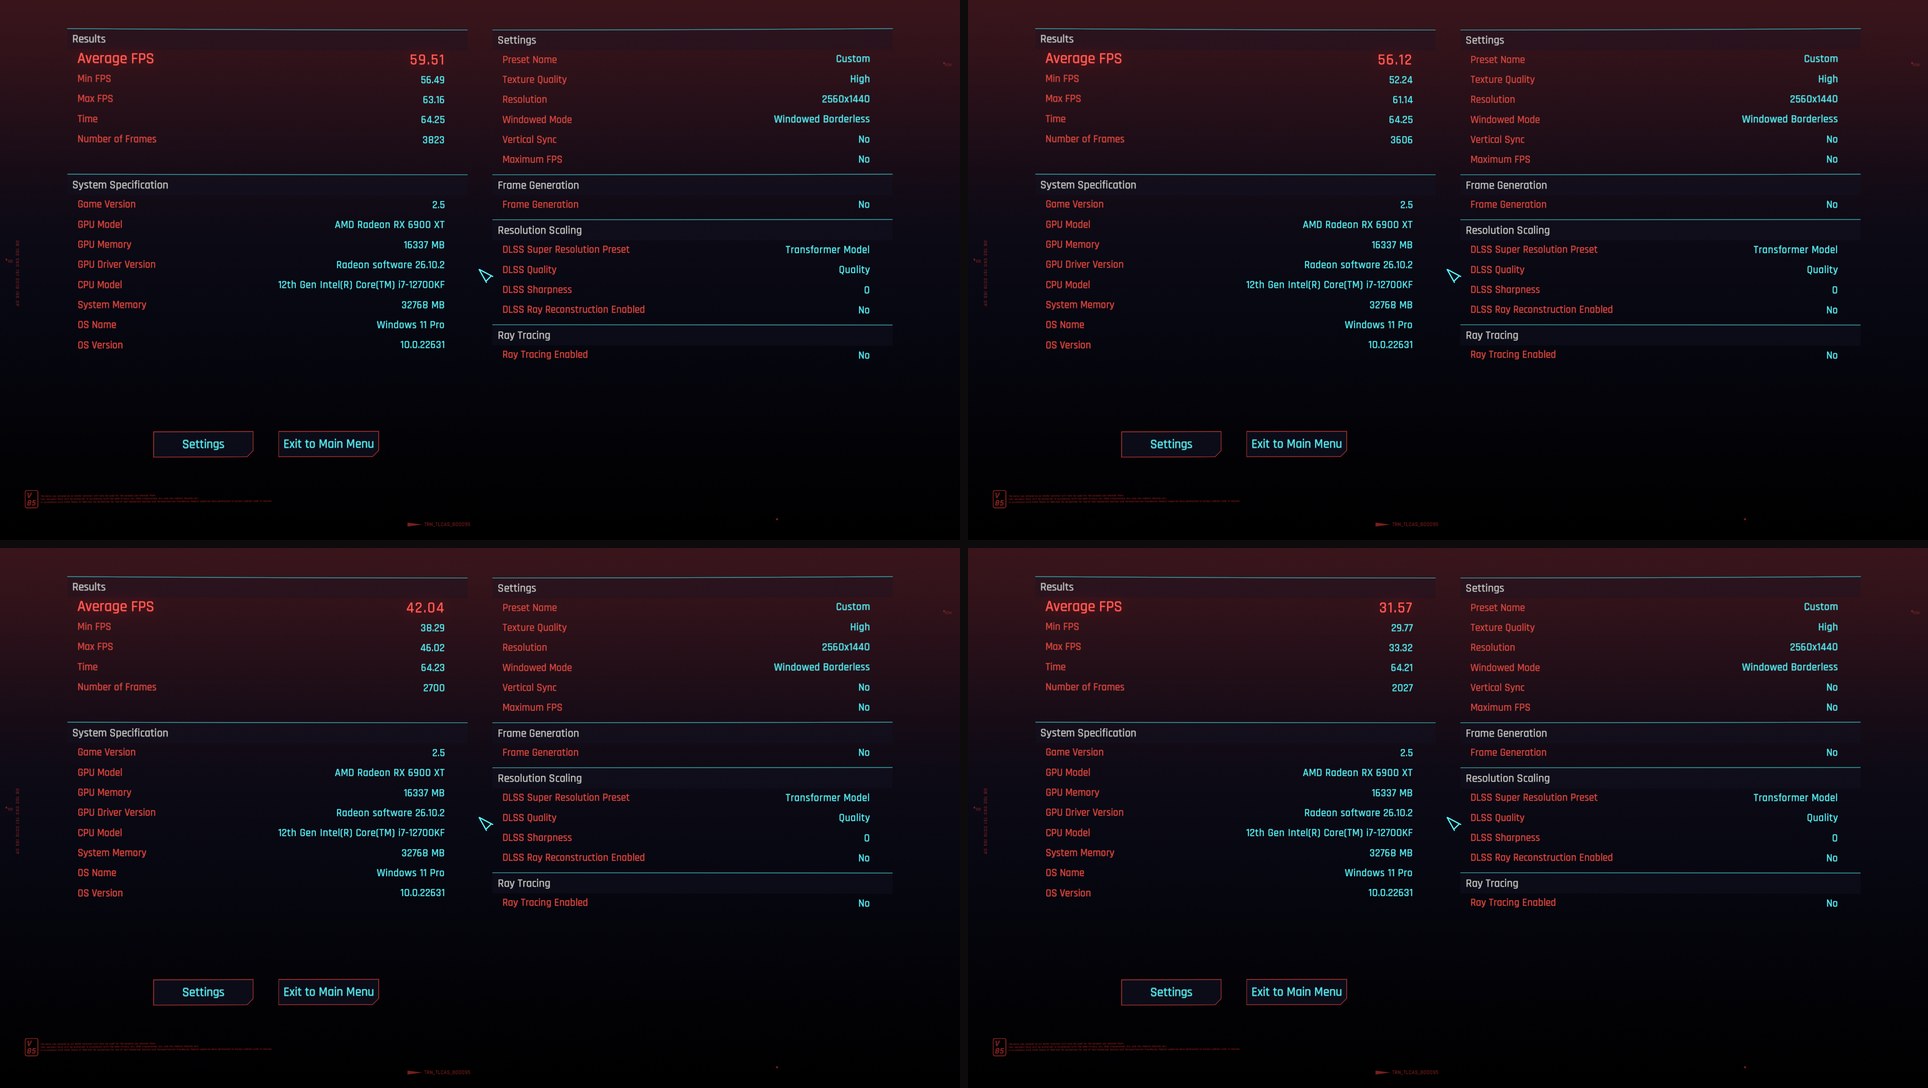 Results
Average FPS 59.51
Min FPS 56.49
Max FPS 63.16
Time 64.25
Number of Frames 3823
System Specification
Game Version 2.5
GPU Model AMD Radeon RX 6900 XT
GPU Memory 16337 MB
GPU Driver Version Radeon software 26.10.2
CPU Model 12th Gen Intel(R) Core(TM) i7-12700KF
System Memory 32768 MB
OS Name Windows 11 Pro
OS Version 10.0.22631
Settings
Preset Name Custom
Texture Quality High
Resolution 2560x1440
Windowed Mode Windowed Borderless
Vertical Sync No
Maximum FPS No
Frame Generation
Frame Generation No
Resolution Scaling
DLSS Super Resolution Preset Transformer Model
DLSS Quality Quality
DLSS Sharpness 0
DLSS Ray Reconstruction Enabled No
Ray Tracing
Ray Tracing Enabled No
Settings Exit to Main Menu
V
85
Results
Average FPS 56.12
Min FPS 52.24
Max FPS 61.14
Time 64.25
Number of Frames 3606
System Specification
Game Version 2.5
GPU Model AMD Radeon RX 6900 XT
GPU Memory 16337 MB
GPU Driver Version Radeon software 26.10.2
CPU Model 12th Gen Intel(R) Core(TM) i7-12700KF
System Memory 32768 MB
OS Name Windows 11 Pro
OS Version 10.0.22631
Settings
Preset Name Custom
Texture Quality High
Resolution 2560x1440
Windowed Mode Windowed Borderless
Vertical Sync No
Maximum FPS No
Frame Generation
Frame Generation No
Resolution Scaling
DLSS Super Resolution Preset Transformer Model
DLSS Quality Quality
DLSS Sharpness 0
DLSS Ray Reconstruction Enabled No
Ray Tracing
Ray Tracing Enabled No
Settings Exit to Main Menu
V
85
Results
Average FPS 42.04
Min FPS 38.29
Max FPS 46.02
Time 64.23
Number of Frames 2700
System Specification
Game Version 2.5
GPU Model AMD Radeon RX 6900 XT
GPU Memory 16337 MB
GPU Driver Version Radeon software 26.10.2
CPU Model 12th Gen Intel(R) Core(TM) i7-12700KF
System Memory 32768 MB
OS Name Windows 11 Pro
OS Version 10.0.22631
Settings
Preset Name Custom
Texture Quality High
Resolution 2560x1440
Windowed Mode Windowed Borderless
Vertical Sync No
Maximum FPS No
Frame Generation
Frame Generation No
Resolution Scaling
DLSS Super Resolution Preset Transformer Model
DLSS Quality Quality
DLSS Sharpness 0
DLSS Ray Reconstruction Enabled No
Ray Tracing
Ray Tracing Enabled No
Settings Exit to Main Menu
V
85
Results
Average FPS 31.57
Min FPS 29.77
Max FPS 33.32
Time 64.21
Number of Frames 2027
System Specification
Game Version 2.5
GPU Model AMD Radeon RX 6900 XT
GPU Memory 16337 MB
GPU Driver Version Radeon software 26.10.2
CPU Model 12th Gen Intel(R) Core(TM) i7-12700KF
System Memory 32768 MB
OS Name Windows 11 Pro
OS Version 10.0.22631
Settings
Preset Name Custom
Texture Quality High
Resolution 2560x1440
Windowed Mode Windowed Borderless
Vertical Sync No
Maximum FPS No
Frame Generation
Frame Generation No
Resolution Scaling
DLSS Super Resolution Preset Transformer Model
DLSS Quality Quality
DLSS Sharpness 0
DLSS Ray Reconstruction Enabled No
Ray Tracing
Ray Tracing Enabled No
Settings Exit to Main Menu
V
85